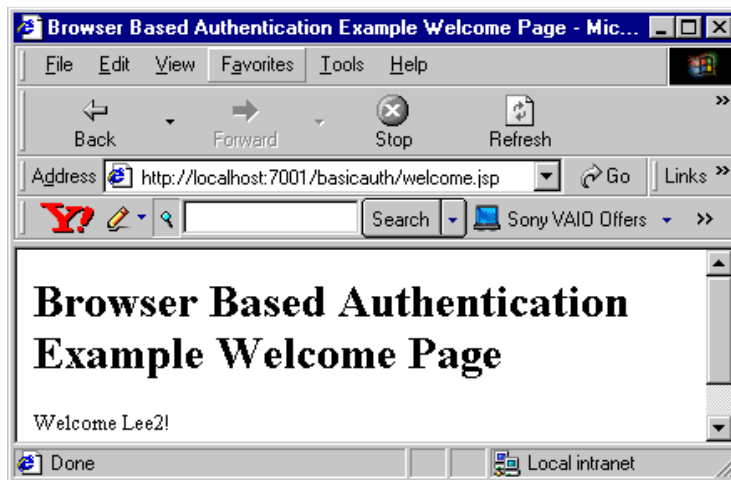 Browser Based Authentication Example Welcome Page - Mic...
File Edit View Favorites Tools Help
»
Back Forward Stop Refresh
Address http://localhost:7001/basicauth/welcome.jsp Go Links »
Y! Search Sony VAIO Offers »
Browser Based Authentication
Example Welcome Page
Welcome Lee2!
Done Local intranet